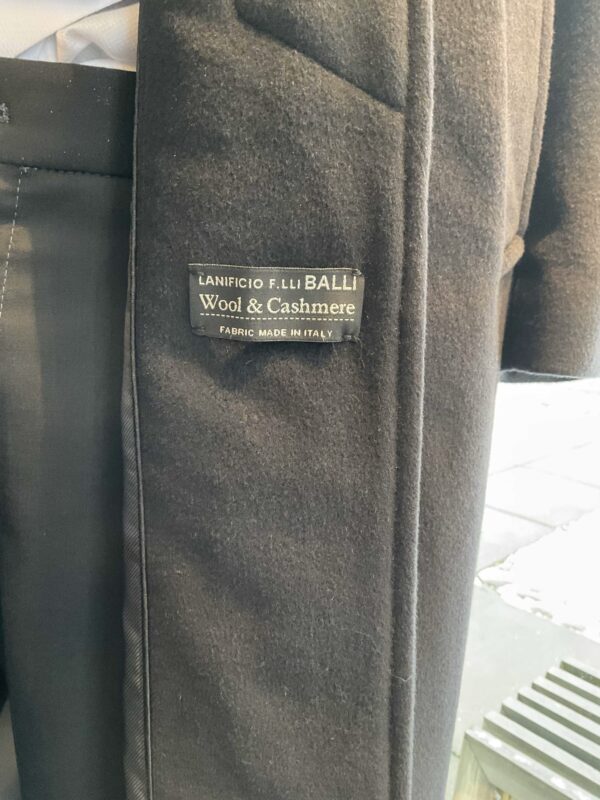 LANIFICIO F.LLI BALLI
Wool & Cashmere
FABRIC MADE IN ITALY